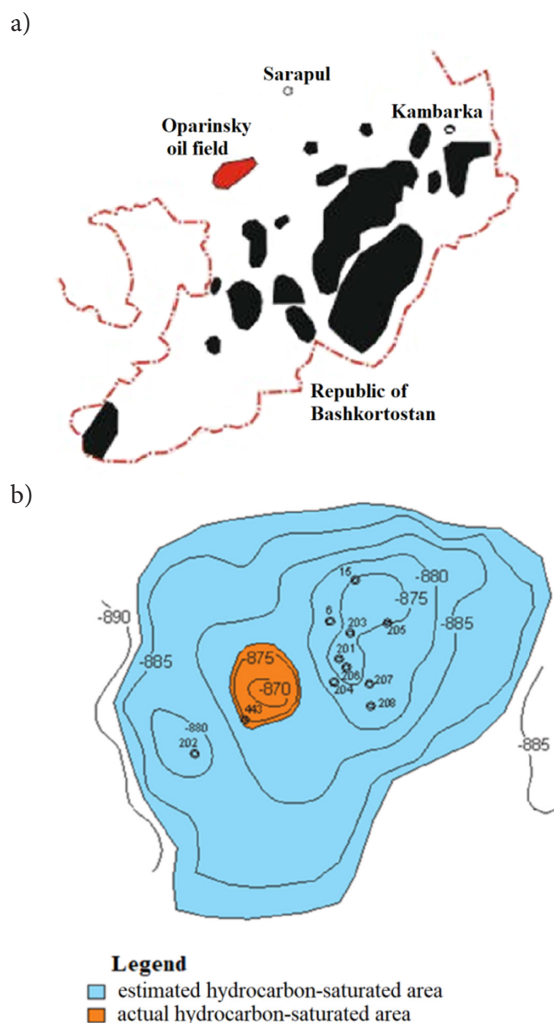 a)
Sarapul
Kambarka
Oparinsky
oil field
Republic of
Bashkortostan
b)
15
-880
-875
6
-890
203
205
-885
-885
-875
201
206
-870
204
207
443
208
-880
202
-885
Legend
estimated hydrocarbon-saturated area
actual hydrocarbon-saturated area